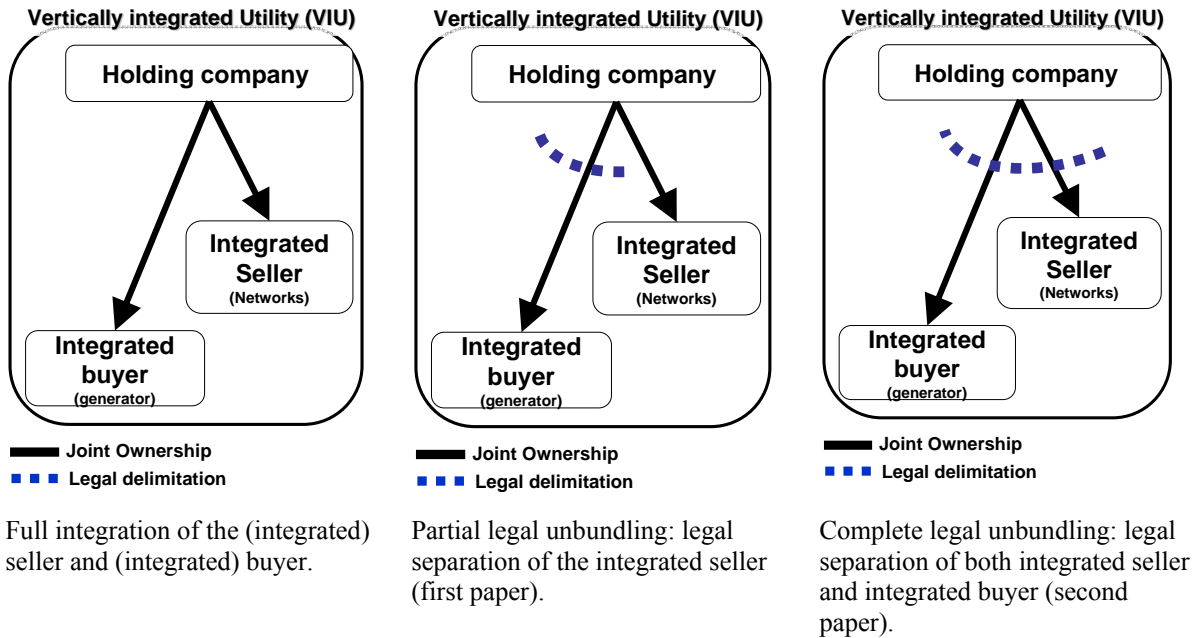 Vertically integrated Utility (VIU)
Holding company
Integrated
Seller
(Networks)
Integrated
buyer
(generator)
Joint Ownership
Legal delimitation
Full integration of the (integrated)
seller and (integrated) buyer.
Vertically integrated Utility (VIU)
Holding company
Integrated
Seller
(Networks)
Integrated
buyer
(generator)
Joint Ownership
Legal delimitation
Partial legal unbundling: legal
separation of the integrated seller
(first paper).
Vertically integrated Utility (VIU)
Holding company
Integrated
Seller
(Networks)
Integrated
buyer
(generator)
Joint Ownership
Legal delimitation
Complete legal unbundling: legal
separation of both integrated seller
and integrated buyer (second
paper).